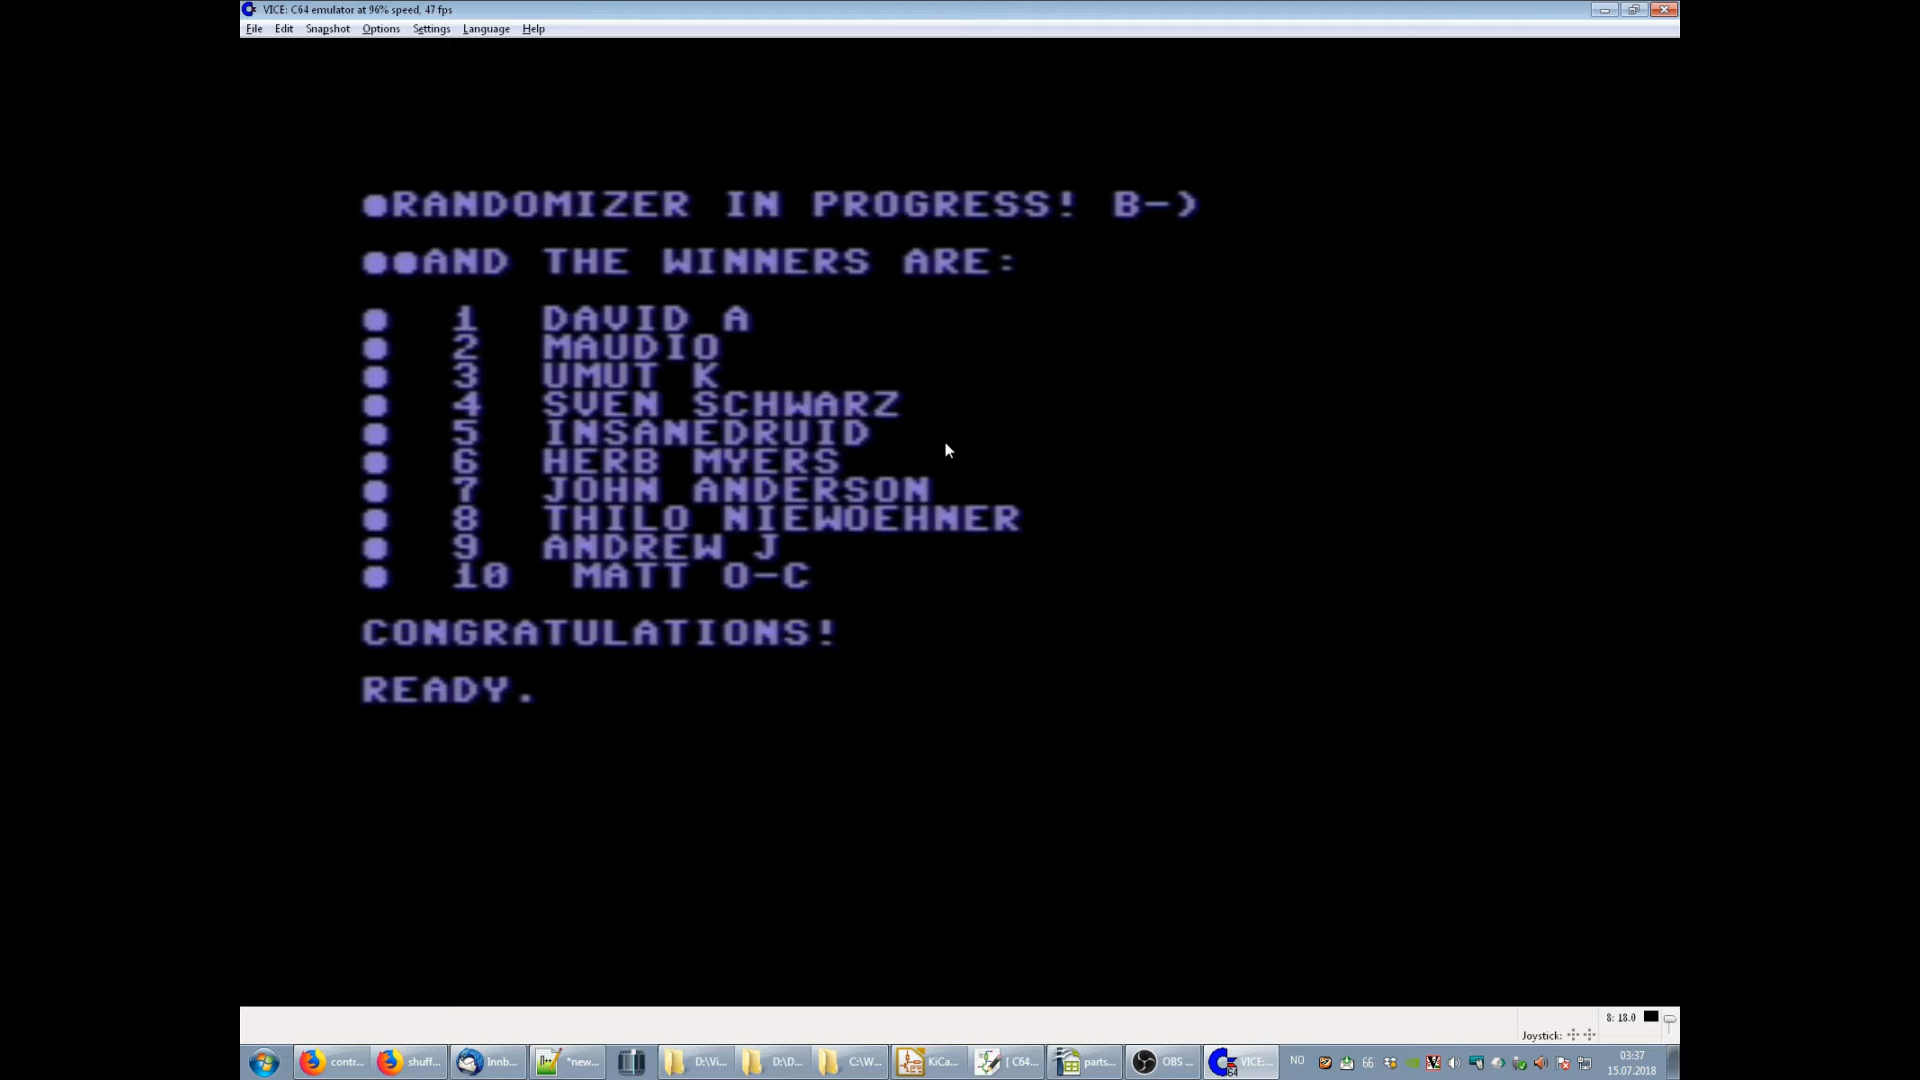 VICE: C64 emulator at 96% speed, 47 fps
File Edit Snapshot Options Settings Language Help
●RANDOMIZER IN PROGRESS! B-)
●●AND THE WINNERS ARE:
● 1 DAVID A
● 2 MAUDIO
● 3 UMUT K
● 4 SVEN SCHWARZ
● 5 INSANEDRUID
● 6 HERB MYERS
● 7 JOHN ANDERSON
● 8 THILO NIEWOEHNER
● 9 ANDREW J
● 10 MATT O-C
CONGRATULATIONS!
READY.
8: 18.0
Joystick:
contr... shuff... Innb... *new... D:\Vi... D:\D... C:\W... KiCa... [ C64... parts... OBS ... VICE:... NO 66 03:37
15.07.2018